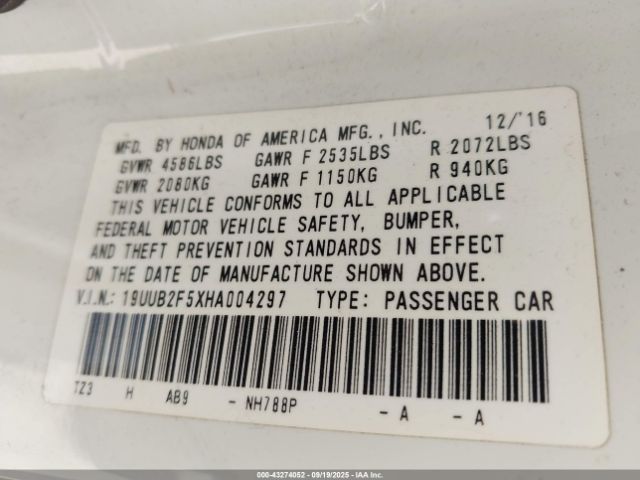 MFD. BY HONDA OF AMERICA MFG., INC. 12/'16
GVWR 4586LBS GAWR F 2535LBS R 2072LBS
GVWR 2080KG GAWR F 1150KG R 940KG
THIS VEHICLE CONFORMS TO ALL APPLICABLE
FEDERAL MOTOR VEHICLE SAFETY, BUMPER,
AND THEFT PREVENTION STANDARDS IN EFFECT
ON THE DATE OF MANUFACTURE SHOWN ABOVE.
V.I.N.: 19UUB2F5XHA004297 TYPE: PASSENGER CAR
TZ3 H AB9 - NH788P - A - A
000-43274052 - 09/19/2025 - IAA Inc.